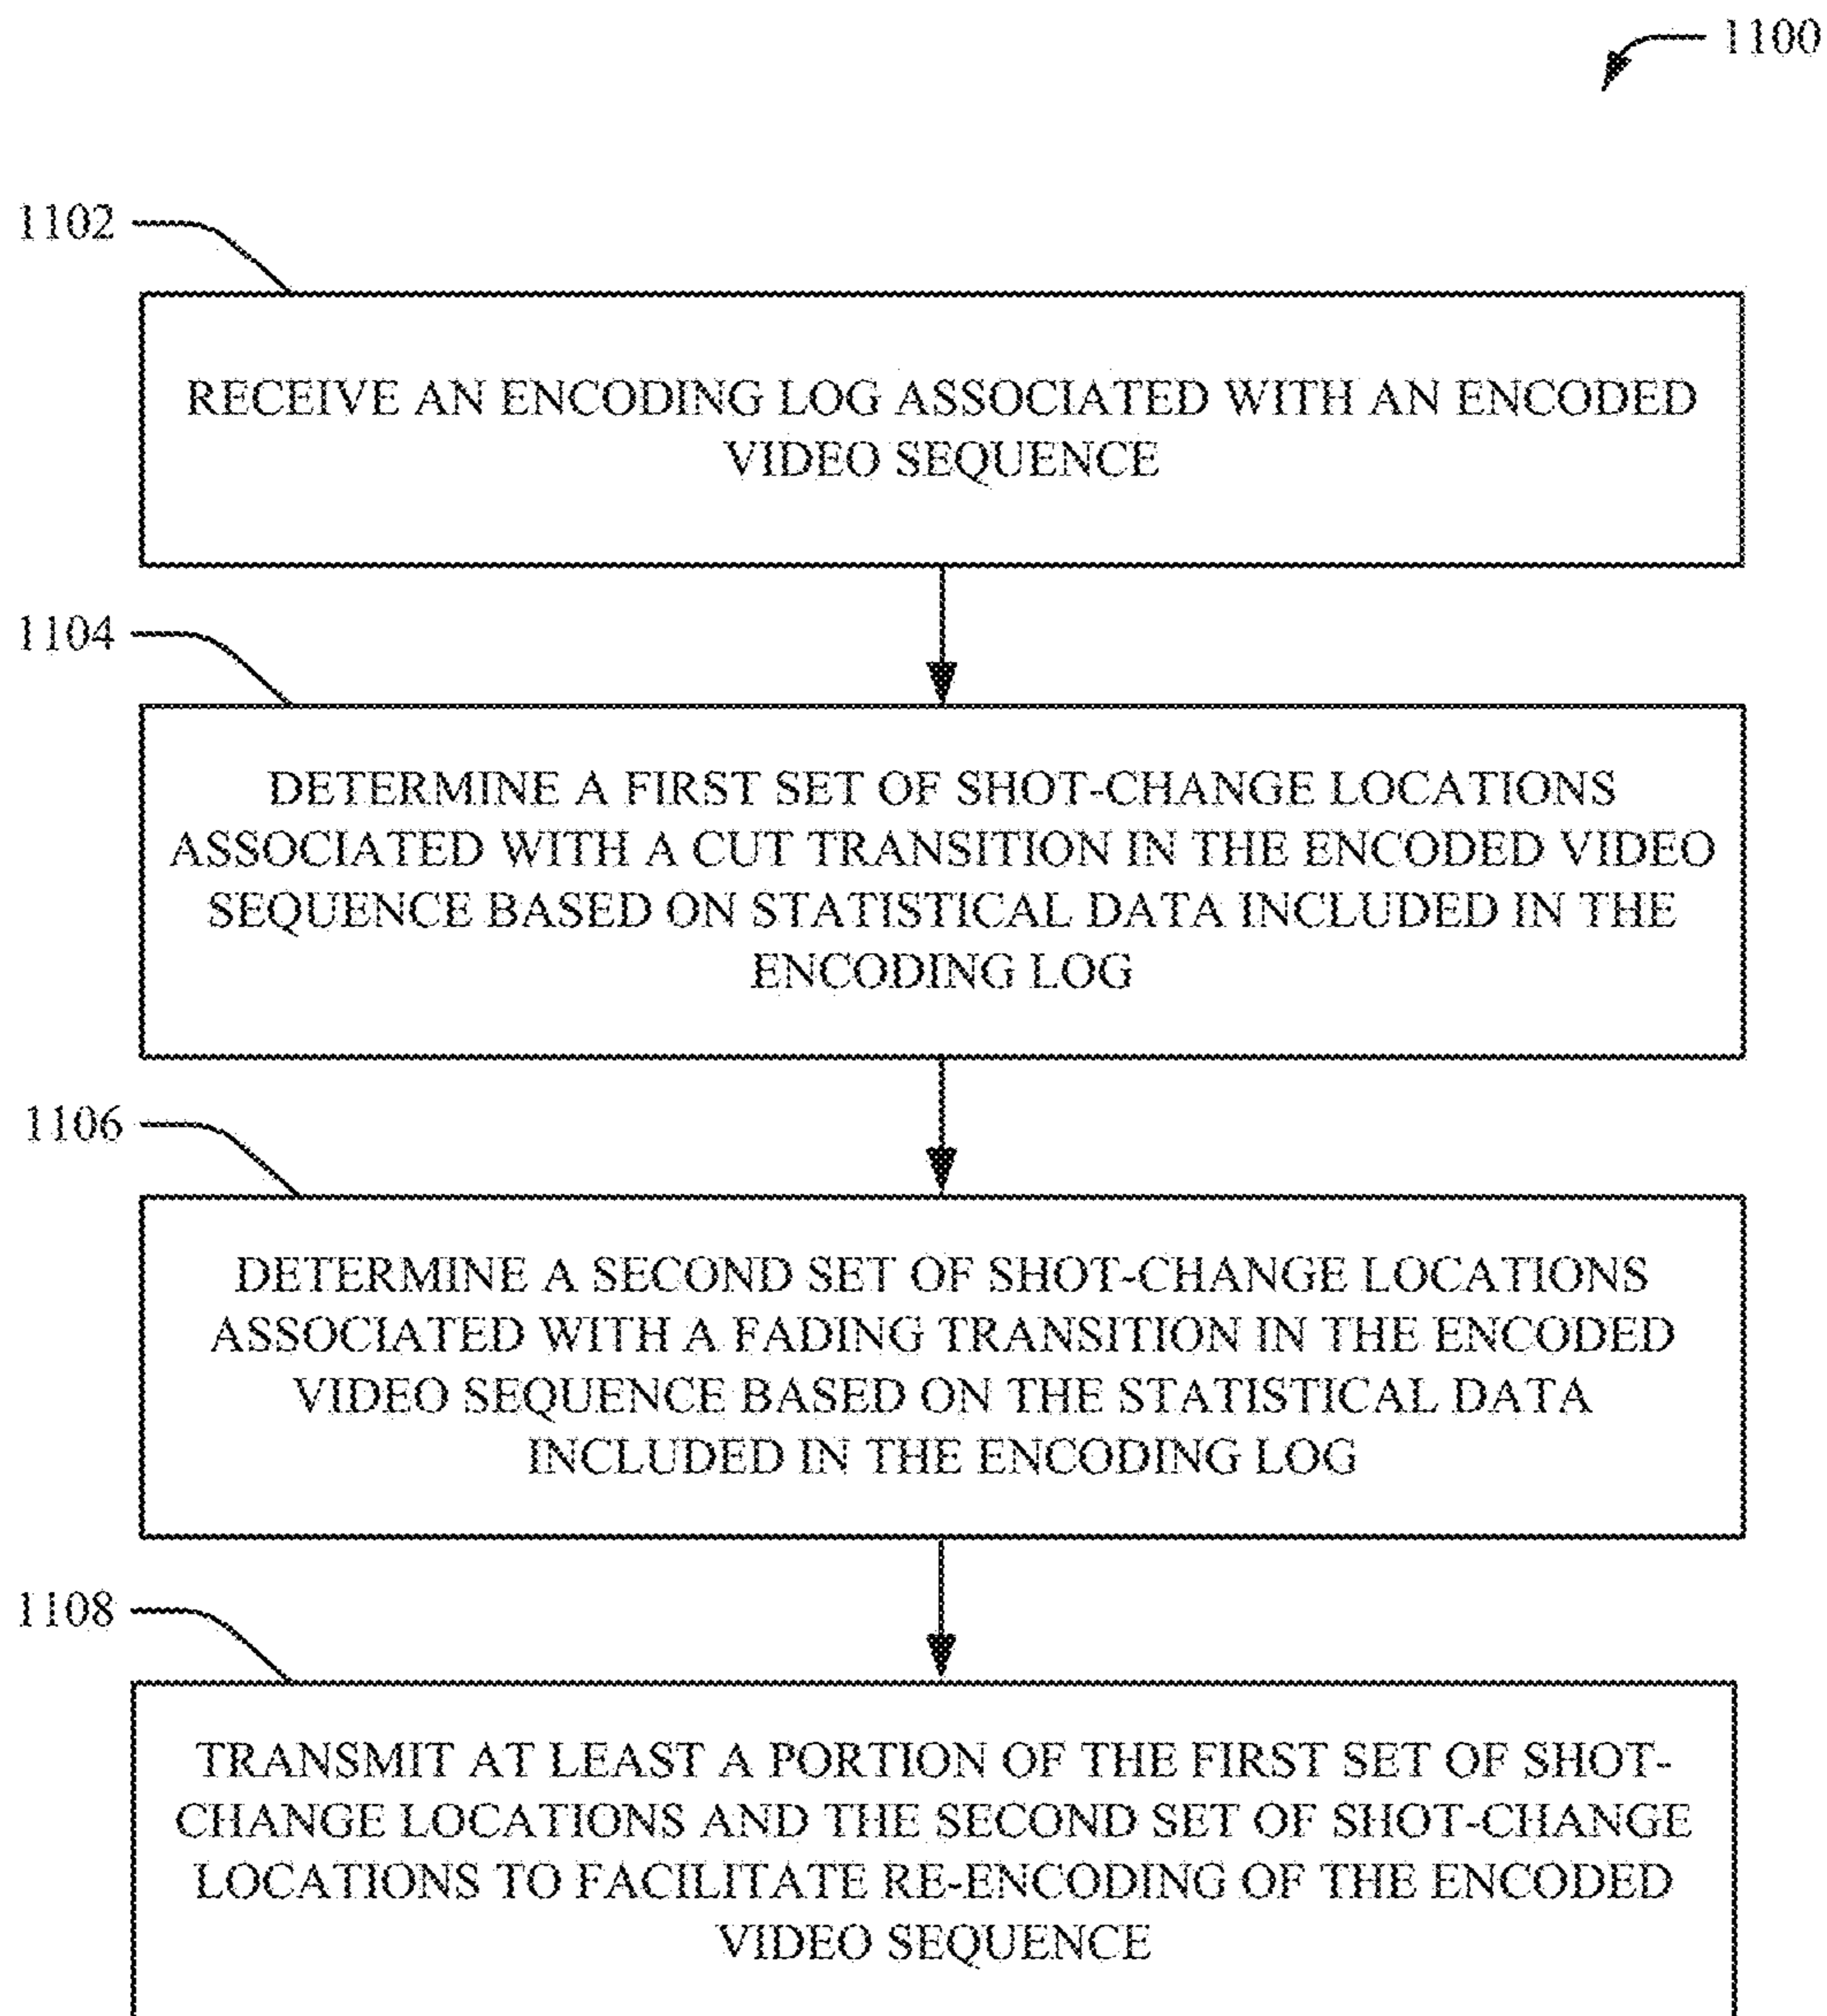 1100
1102
RECEIVE AN ENCODING LOG ASSOCIATED WITH AN ENCODED
VIDEO SEQUENCE
1104
DETERMINE A FIRST SET OF SHOT-CHANGE LOCATIONS
ASSOCIATED WITH A CUT TRANSITION IN THE ENCODED VIDEO
SEQUENCE BASED ON STATISTICAL DATA INCLUDED IN THE
ENCODING LOG
1106
DETERMINE A SECOND SET OF SHOT-CHANGE LOCATIONS
ASSOCIATED WITH A FADING TRANSITION IN THE ENCODED
VIDEO SEQUENCE BASED ON THE STATISTICAL DATA
INCLUDED IN THE ENCODING LOG
1108
TRANSMIT AT LEAST A PORTION OF THE FIRST SET OF SHOT-
CHANGE LOCATIONS AND THE SECOND SET OF SHOT-CHANGE
LOCATIONS TO FACILITATE RE-ENCODING OF THE ENCODED
VIDEO SEQUENCE